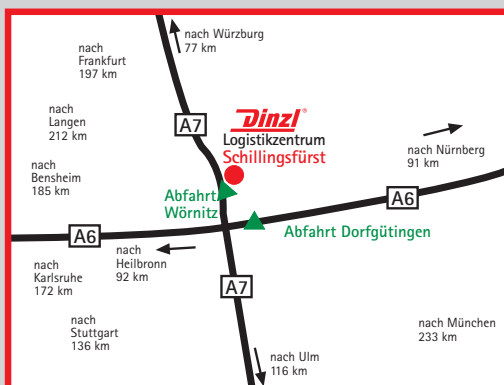 nach Würzburg
77 km
nach
Frankfurt
197 km
nach
Langen
212 km
A7
Dinzl®
Logistikzentrum
Schillingsfürst
nach Nürnberg
91 km
nach
Bensheim
185 km
Abfahrt
Wörnitz
A6
Abfahrt Dorfgütingen
A6
nach
Heilbronn
92 km
nach
Karlsruhe
172 km
A7
nach
Stuttgart
136 km
nach München
233 km
nach Ulm
116 km